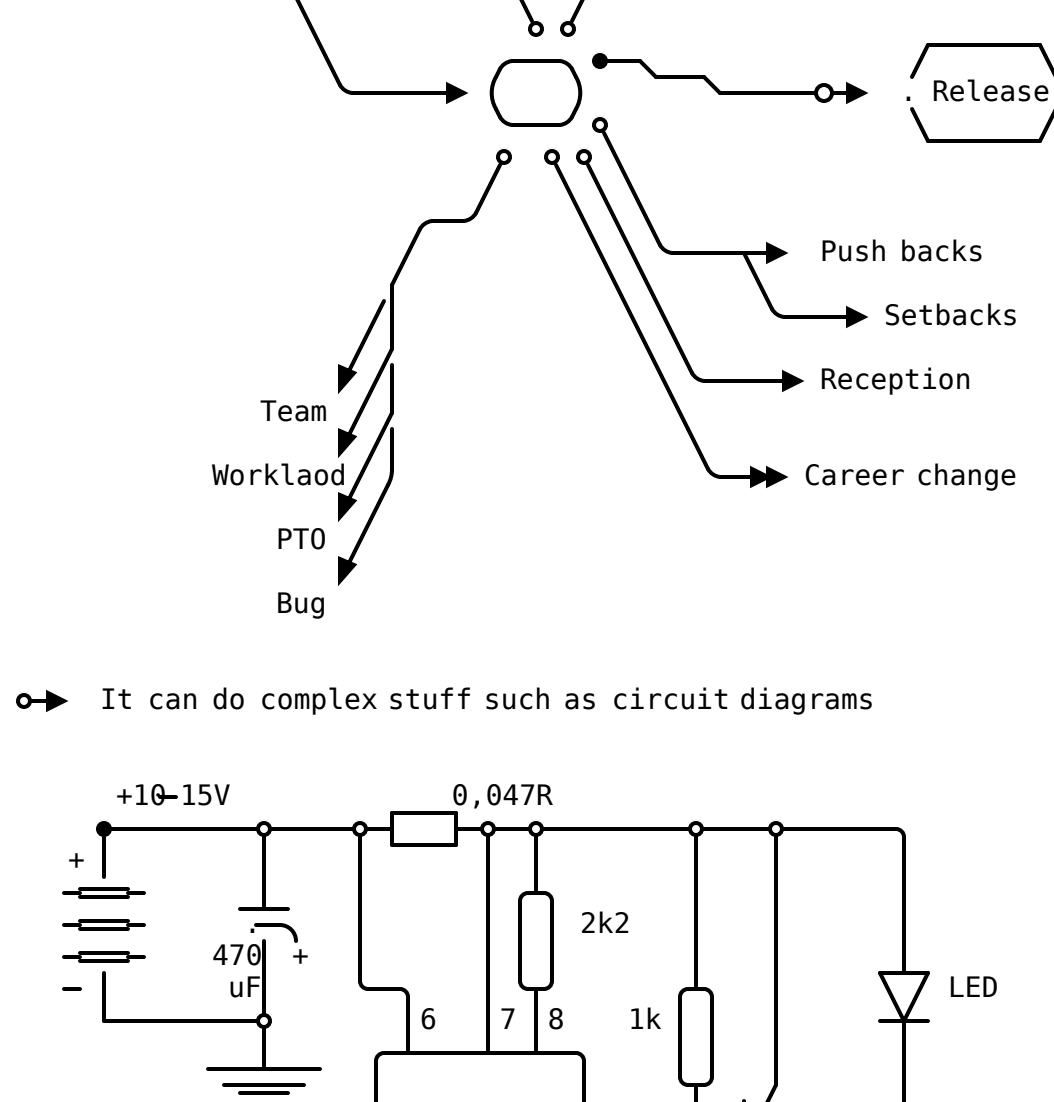 . Release
Push backs
Setbacks
Reception
Team
Worklaod
Career change
PTO
Bug
It can do complex stuff such as circuit diagrams
+10-15V
0,047R
+
2k2
470
+
uF
-
LED
6
7
8
1k